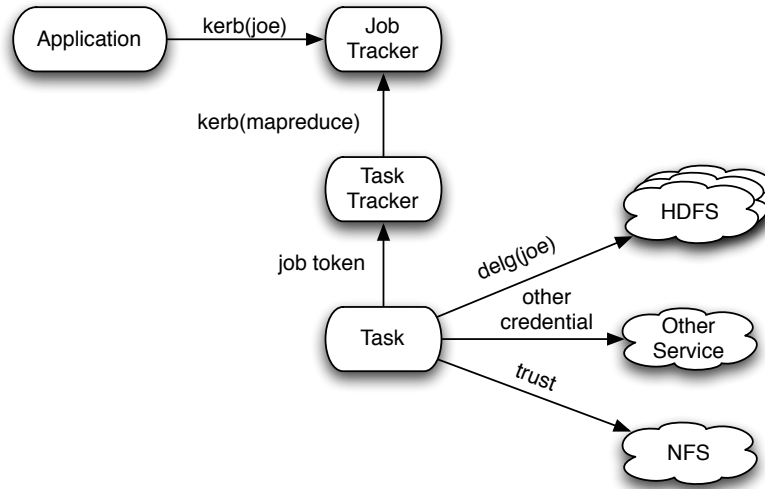 Application
kerb(joe)
Job
Tracker
kerb(mapreduce)
Task
Tracker
job token
Task
delg(joe)
HDFS
other
credential
Other
Service
trust
NFS